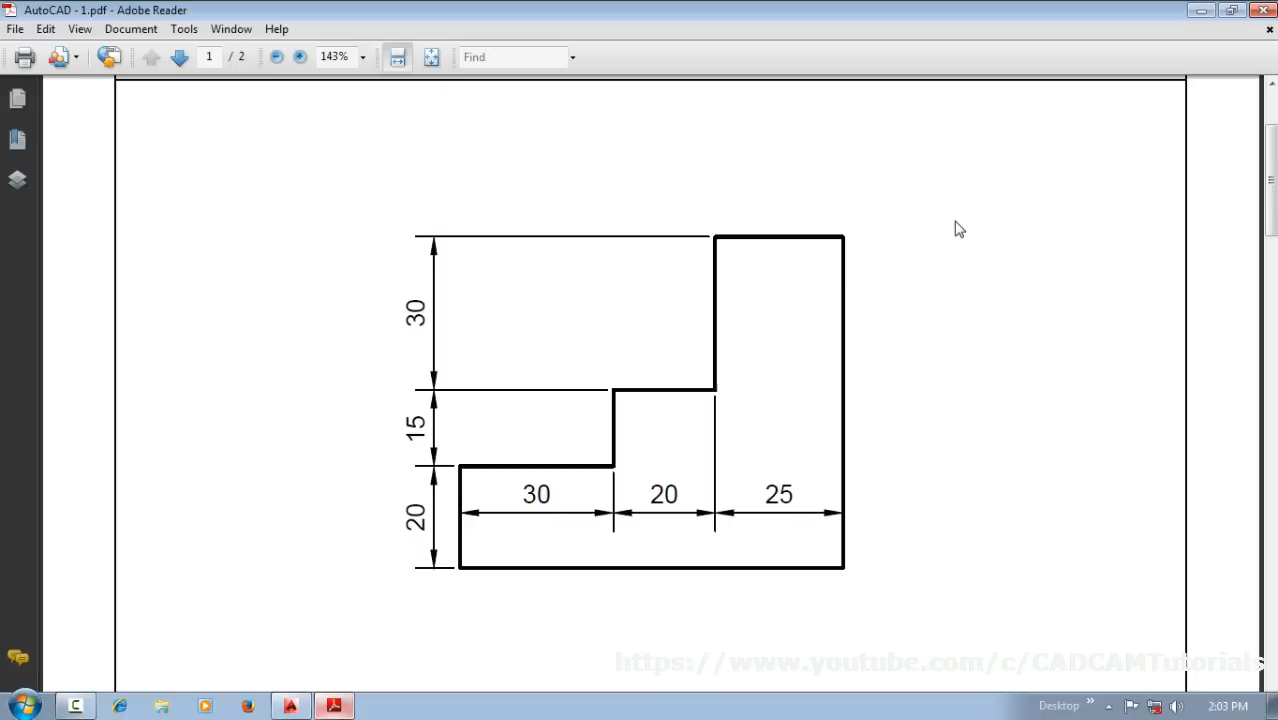 AutoCAD - 1.pdf - Adobe Reader
File Edit View Document Tools Window Help
1 / 2 143% Find
30
15
30 20 25
20
https://www.youtube.com/c/CADCAMTutorials
Desktop » 2:03 PM